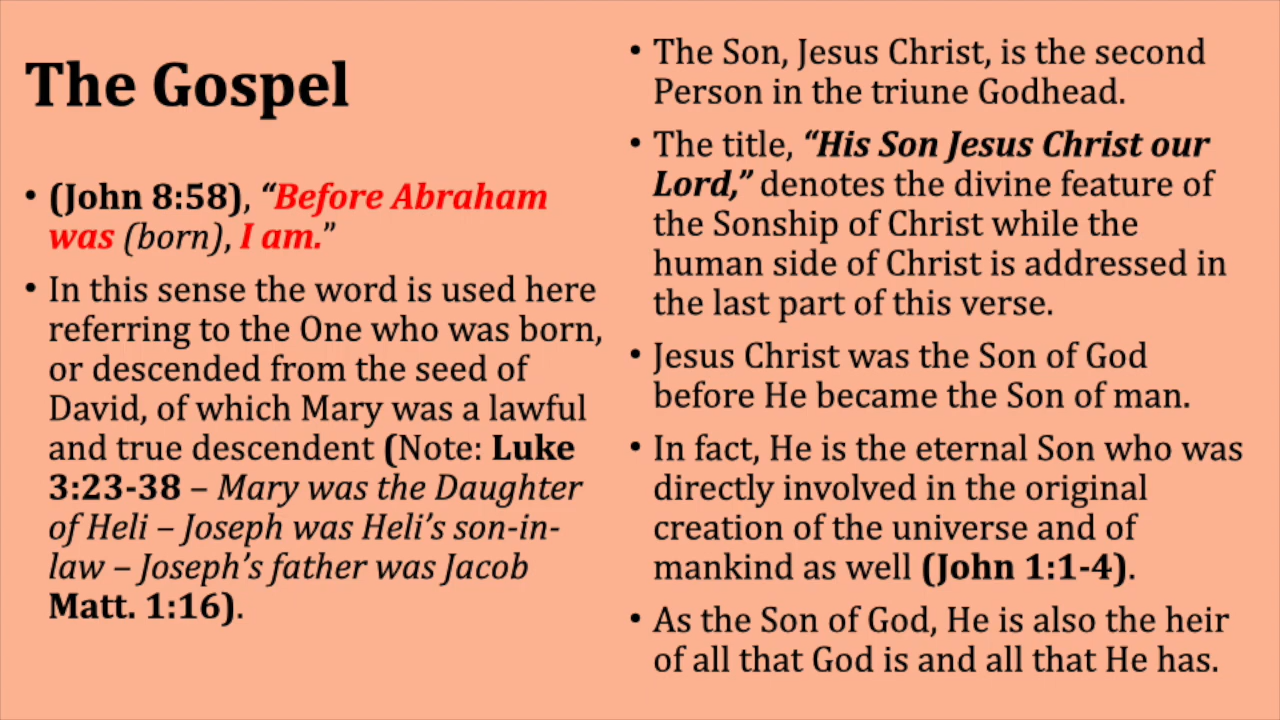 The Gospel
• (John 8:58), “Before Abraham
was (born), I am.”
• In this sense the word is used here
referring to the One who was born,
or descended from the seed of
David, of which Mary was a lawful
and true descendent (Note: Luke
3:23-38 – Mary was the Daughter
of Heli – Joseph was Heli’s son-in-
law – Joseph’s father was Jacob
Matt. 1:16).
• The Son, Jesus Christ, is the second
Person in the triune Godhead.
• The title, “His Son Jesus Christ our
Lord,” denotes the divine feature of
the Sonship of Christ while the
human side of Christ is addressed in
the last part of this verse.
• Jesus Christ was the Son of God
before He became the Son of man.
• In fact, He is the eternal Son who was
directly involved in the original
creation of the universe and of
mankind as well (John 1:1-4).
• As the Son of God, He is also the heir
of all that God is and all that He has.